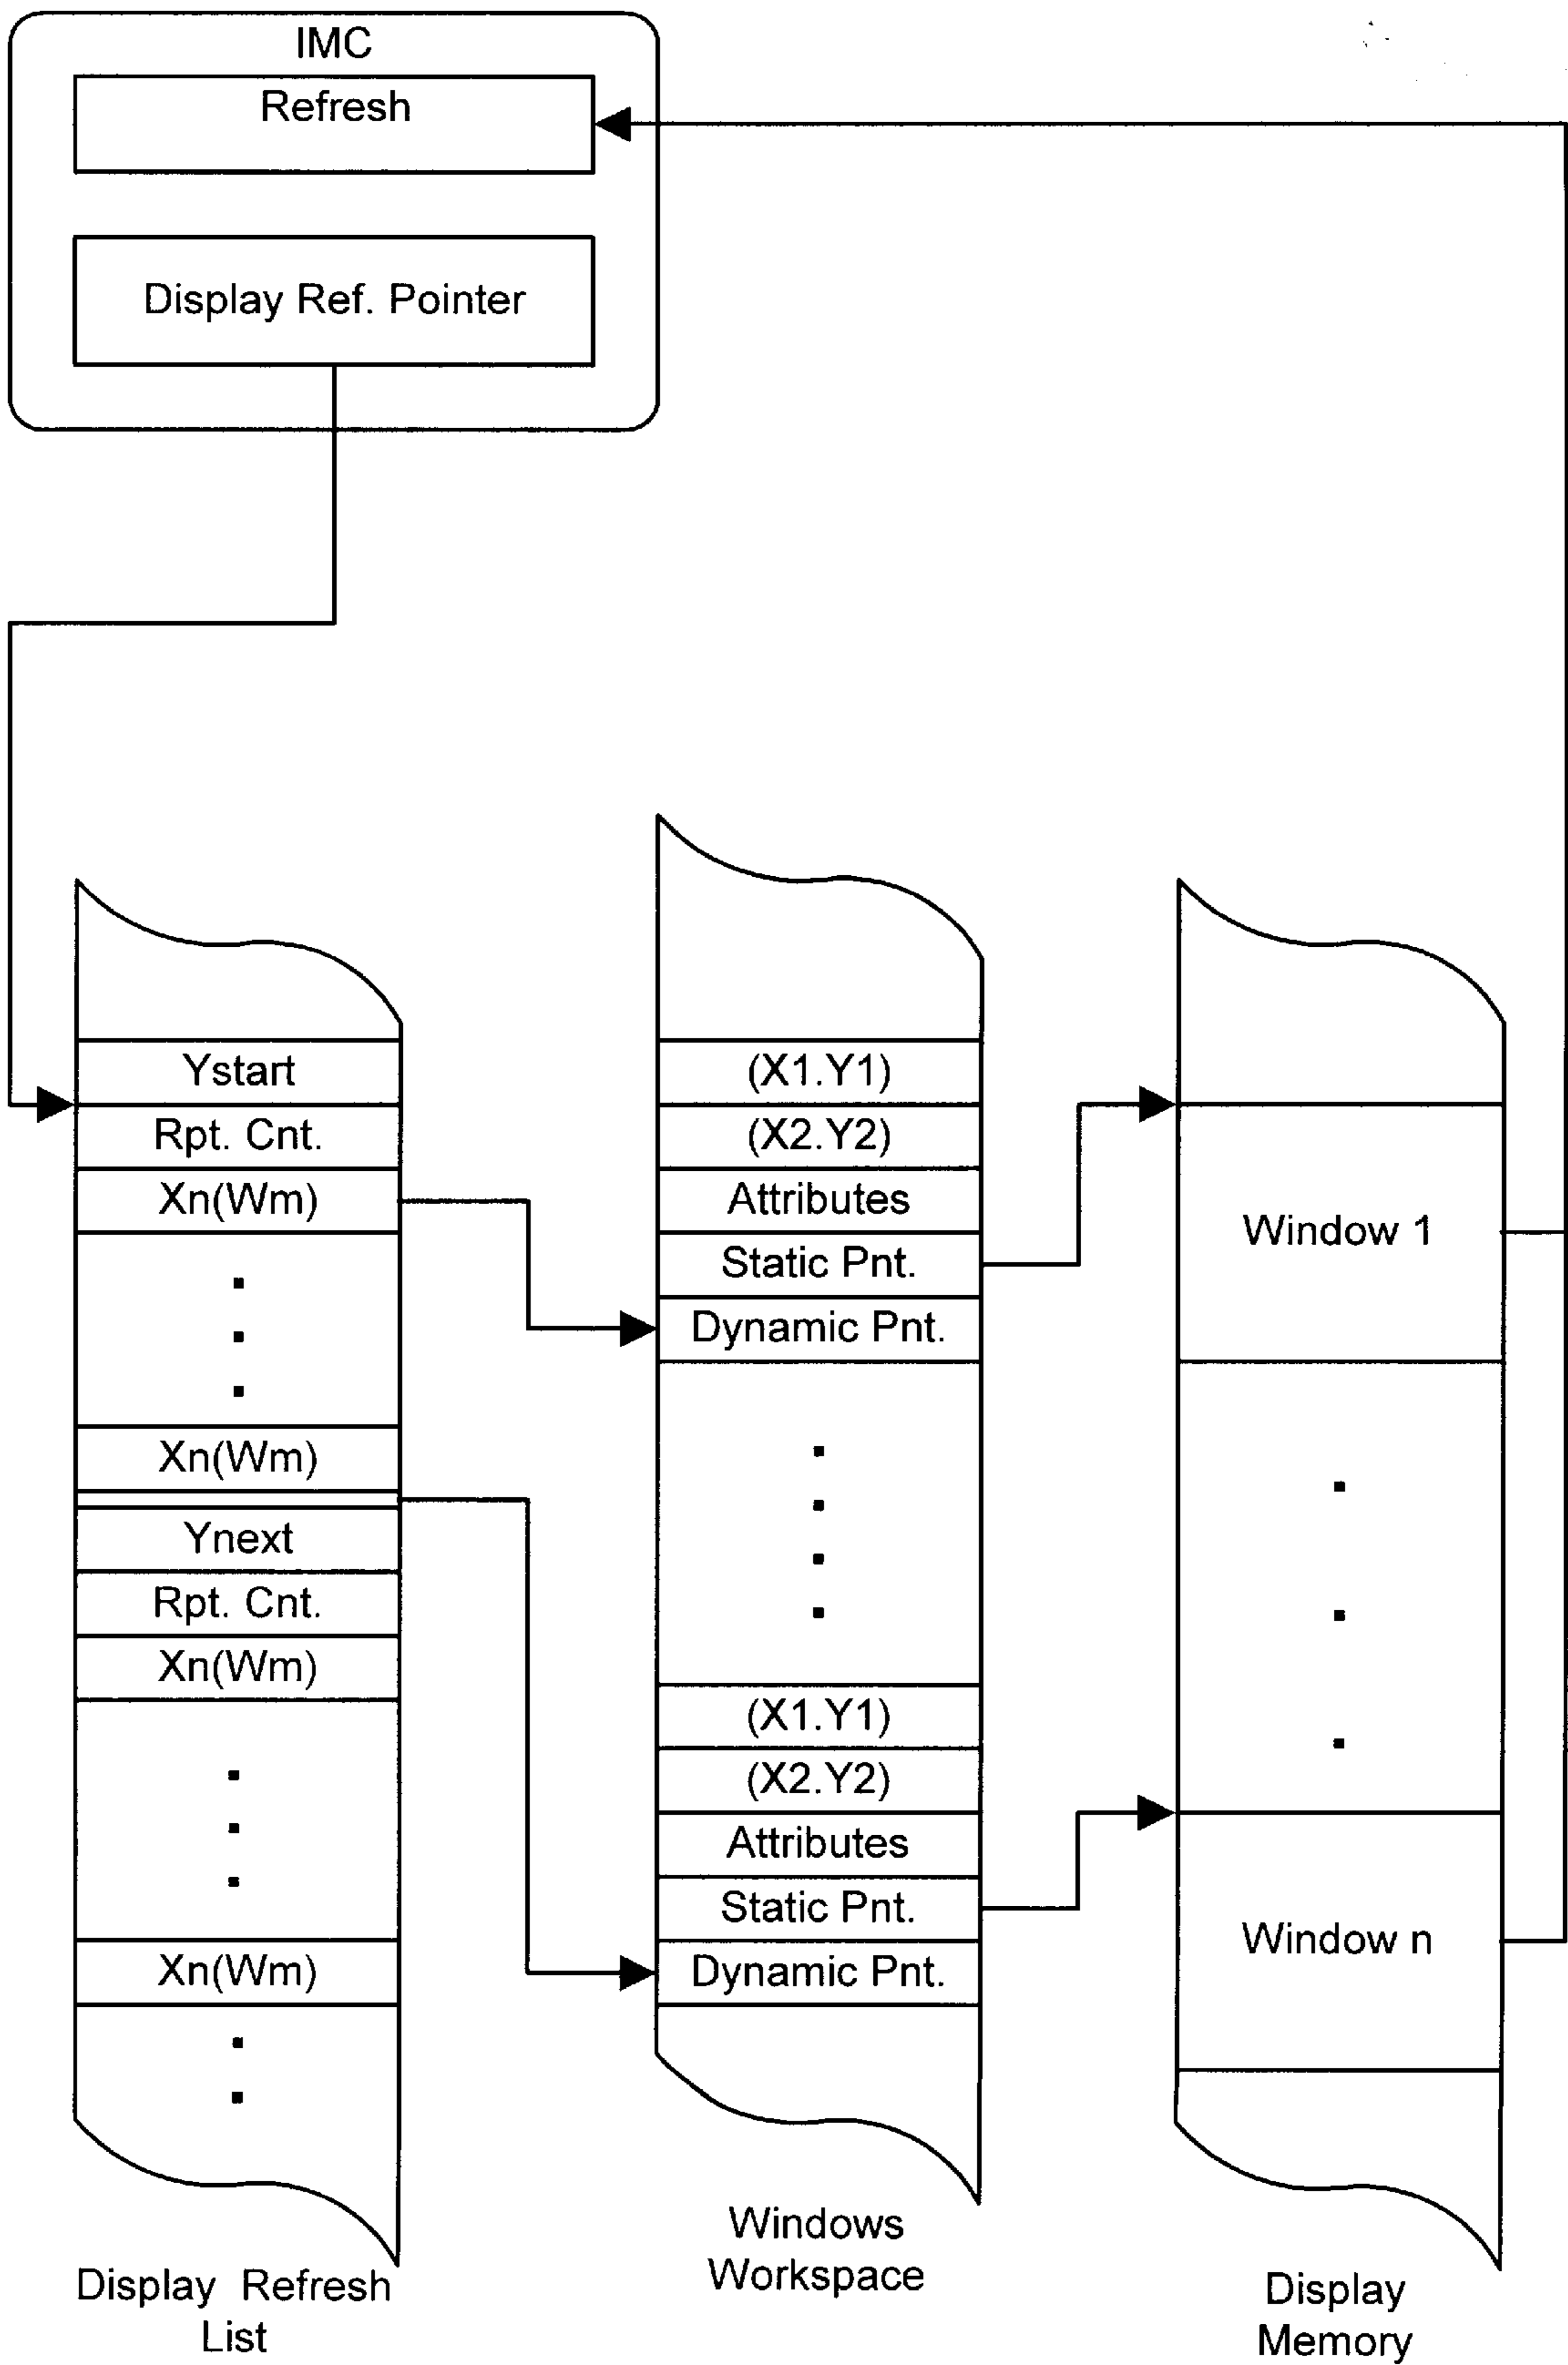 IMC
Refresh
Display Ref. Pointer
Ystart
Rpt. Cnt.
Xn(Wm)
Xn(Wm)
Ynext
Rpt. Cnt.
Xn(Wm)
Xn(Wm)
Display Refresh
List
(X1.Y1)
(X2.Y2)
Attributes
Static Pnt.
Dynamic Pnt.
(X1.Y1)
(X2.Y2)
Attributes
Static Pnt.
Dynamic Pnt.
Windows
Workspace
Window 1
Window n
Display
Memory